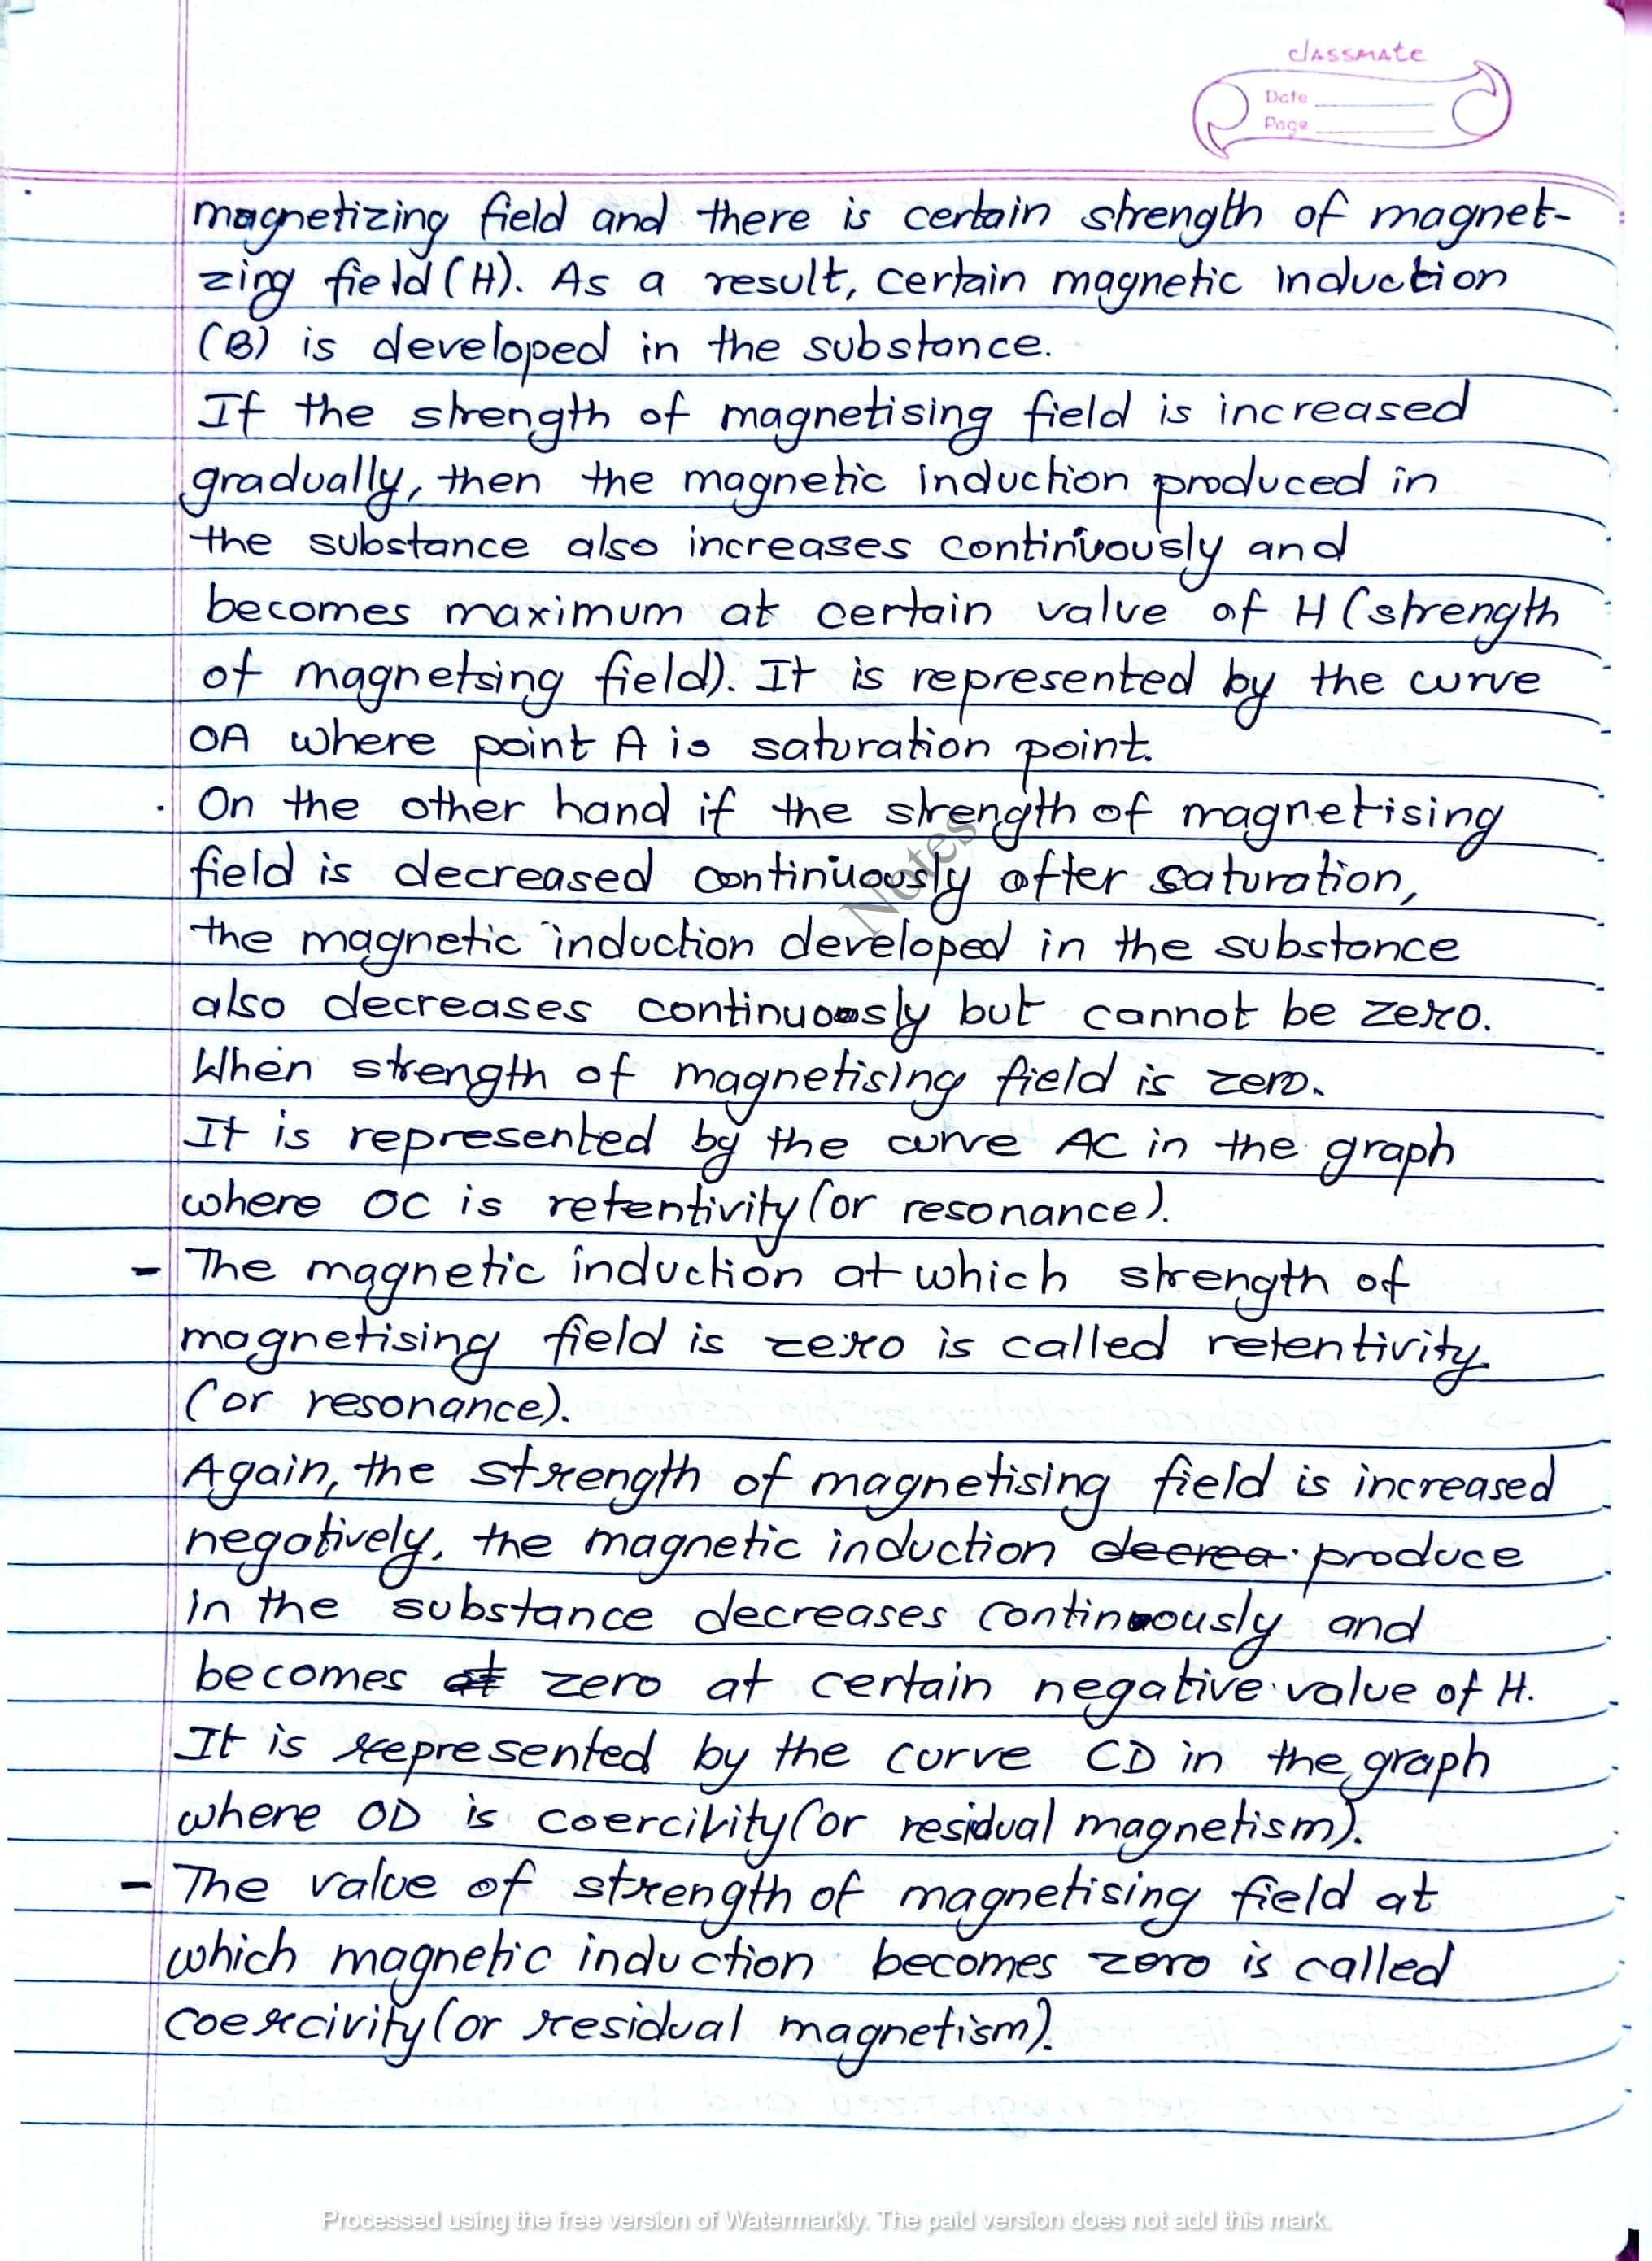 classmate
Date
Page
magnetizing field and there is certain strength of magnet-
zing field (H). As a result, certain magnetic induction
(B) is developed in the substance.
If the strength of magnetising field is increased
gradually, then the magnetic induction produced in
the substance also increases continuously and
becomes maximum at certain value of H (strength
of magnetsing field). It is represented by the curve
OA where point A is saturation point.
. On the other hand if the strength of magnetising
field is decreased continuously after saturation,
the magnetic induction developed in the substance
also decreases continuously but cannot be zero.
When strength of magnetising field is zero.
It is represented by the curve AC in the graph
where OC is retentivity (or resonance).
- The magnetic induction at which strength of
magnetising field is zero is called retentivity
(or resonance).
Again, the strength of magnetising field is increased
negatively, the magnetic induction decrea produce
in the substance decreases continuously and
becomes at zero at certain negative value of H.
It is represented by the curve CD in the graph
where OD is coercivity (or residual magnetism).
- The value of strength of magnetising field at
which magnetic induction becomes zero is called
coercivity (or residual magnetism).
Notes
Processed using the free version of Watermarkly. The paid version does not add this mark.